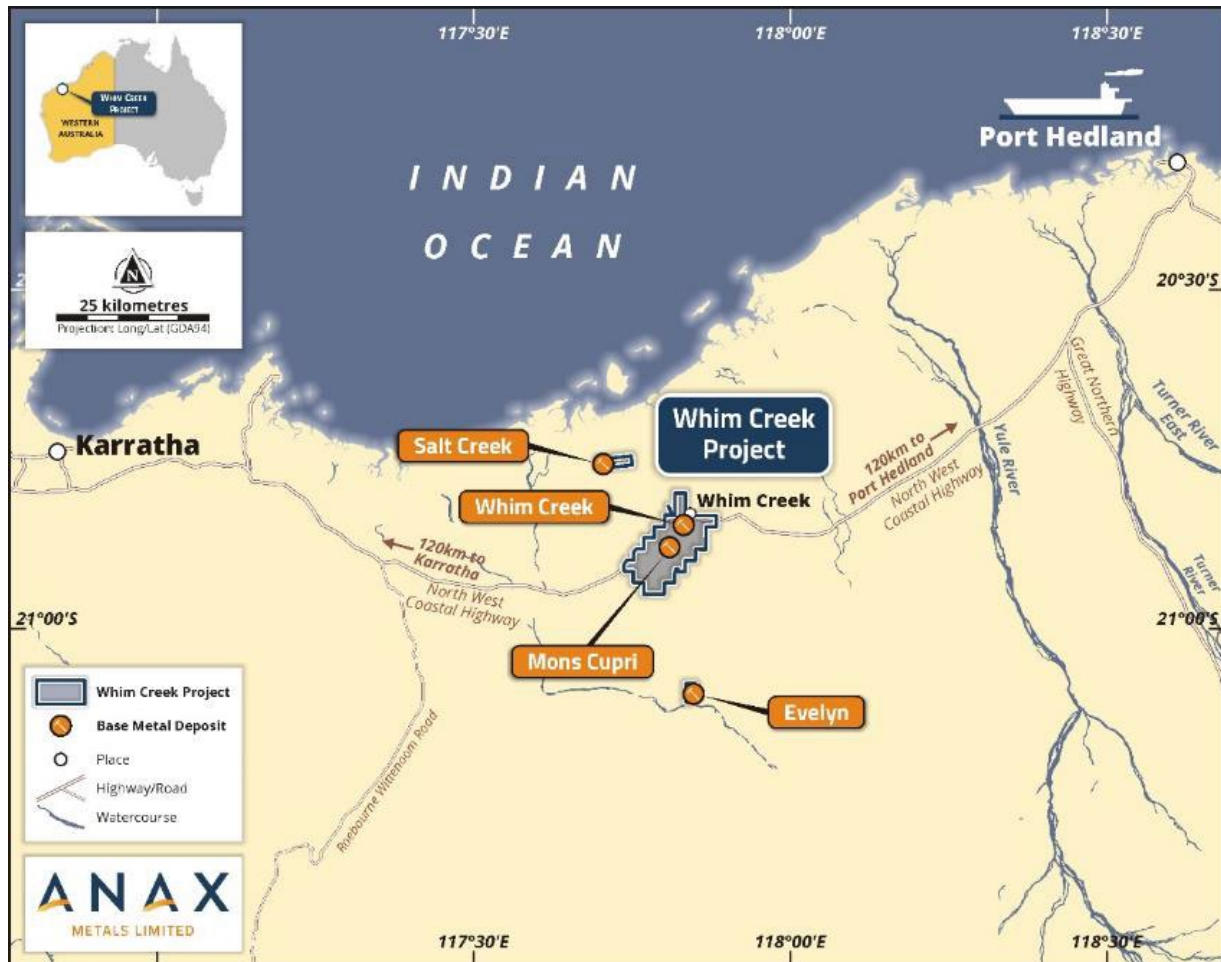 117°30'E
118°00'E
118°30'E
WHIM CREEK
PROJECT
WESTERN
AUSTRALIA
INDIAN
OCEAN
Port Hedland
25 kilometres
Projection: Long/Lat (GDA94)
N
20°30'S
Karratha
Salt Creek
Whim Creek
Project
Whim Creek
Whim Creek
120km to
Port Hedland
North West
Coastal Highway
Yule River
Great Northern
Highway
Turner River
East
Turner
River
120km to
Karratha
North West
Coastal Highway
21°00'S
21°00'S
Mons Cupri
Evelyn
Roebourne Wittenoom Road
Whim Creek Project
Base Metal Deposit
Place
Highway/Road
Watercourse
ANAX
METALS LIMITED
117°30'E
118°00'E
118°30'E